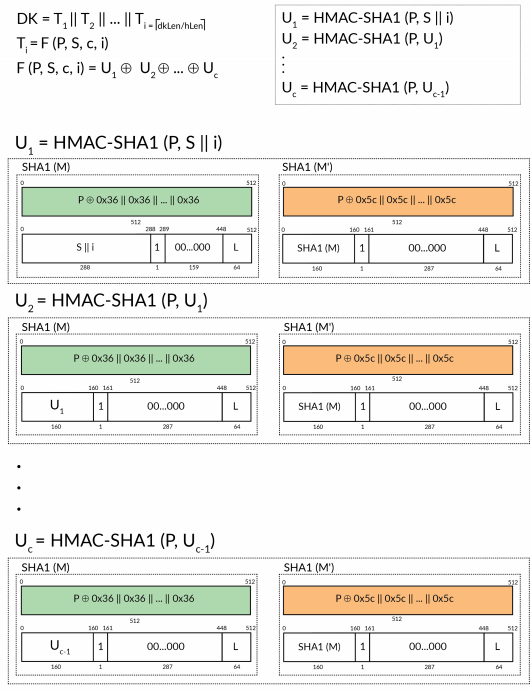 DK = T1 || T2 || ... || Ti = ⌈dkLen/hLen⌉
Ti = F (P, S, c, i)
F (P, S, c, i) = U1 ⊕ U2 ⊕ ... ⊕ Uc
U1 = HMAC-SHA1 (P, S || i)
U2 = HMAC-SHA1 (P, U1)
.
.
.
Uc = HMAC-SHA1 (P, Uc-1)
U1 = HMAC-SHA1 (P, S || i)
SHA1 (M)
0 512
P ⊕ 0x36 || 0x36 || ... || 0x36
512
0 288 289 448 512
S || i 1 00...000 L
288 1 159 64
SHA1 (M')
0 512
P ⊕ 0x5c || 0x5c || ... || 0x5c
512
0 160 161 448 512
SHA1 (M) 1 00...000 L
160 1 287 64
U2 = HMAC-SHA1 (P, U1)
SHA1 (M)
0 512
P ⊕ 0x36 || 0x36 || ... || 0x36
512
0 160 161 448 512
U1 1 00...000 L
160 1 287 64
SHA1 (M')
0 512
P ⊕ 0x5c || 0x5c || ... || 0x5c
512
0 160 161 448 512
SHA1 (M) 1 00...000 L
160 1 287 64
•
•
•
Uc = HMAC-SHA1 (P, Uc-1)
SHA1 (M)
0 512
P ⊕ 0x36 || 0x36 || ... || 0x36
512
0 160 161 448 512
Uc-1 1 00...000 L
160 1 287 64
SHA1 (M')
0 512
P ⊕ 0x5c || 0x5c || ... || 0x5c
512
0 160 161 448 512
SHA1 (M) 1 00...000 L
160 1 287 64